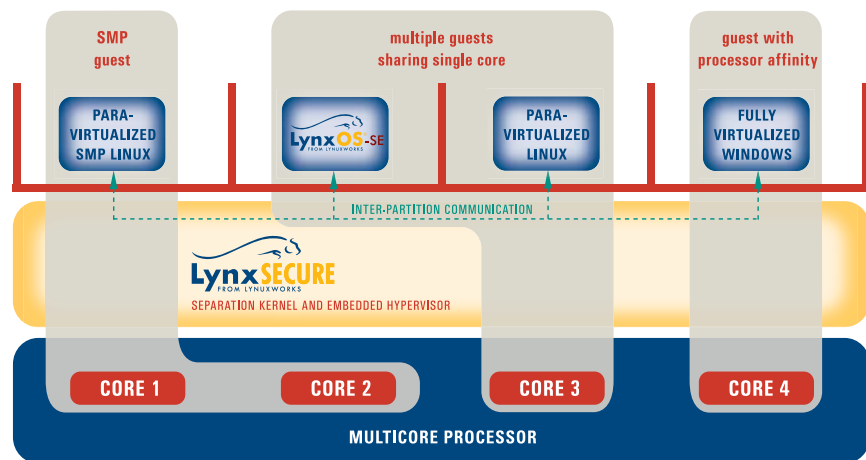 SMP
guest
multiple guests
sharing single core
guest with
processor affinity
PARA-
VIRTUALIZED
SMP LINUX
LynxOS®-SE
FROM LYNUXWORKS
PARA-
VIRTUALIZED
LINUX
FULLY
VIRTUALIZED
WINDOWS
INTER-PARTITION COMMUNICATION
LynxSECURE
FROM LYNUXWORKS
SEPARATION KERNEL AND EMBEDDED HYPERVISOR
CORE 1
CORE 2
CORE 3
CORE 4
MULTICORE PROCESSOR